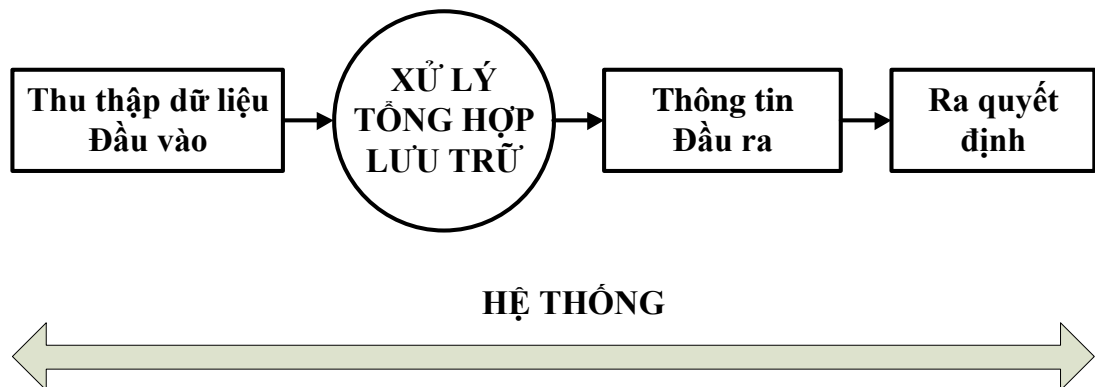 Thu thập dữ liệu
Đầu vào
XỬ LÝ
TỔNG HỢP
LƯU TRỮ
Thông tin
Đầu ra
Ra quyết
định
HỆ THỐNG